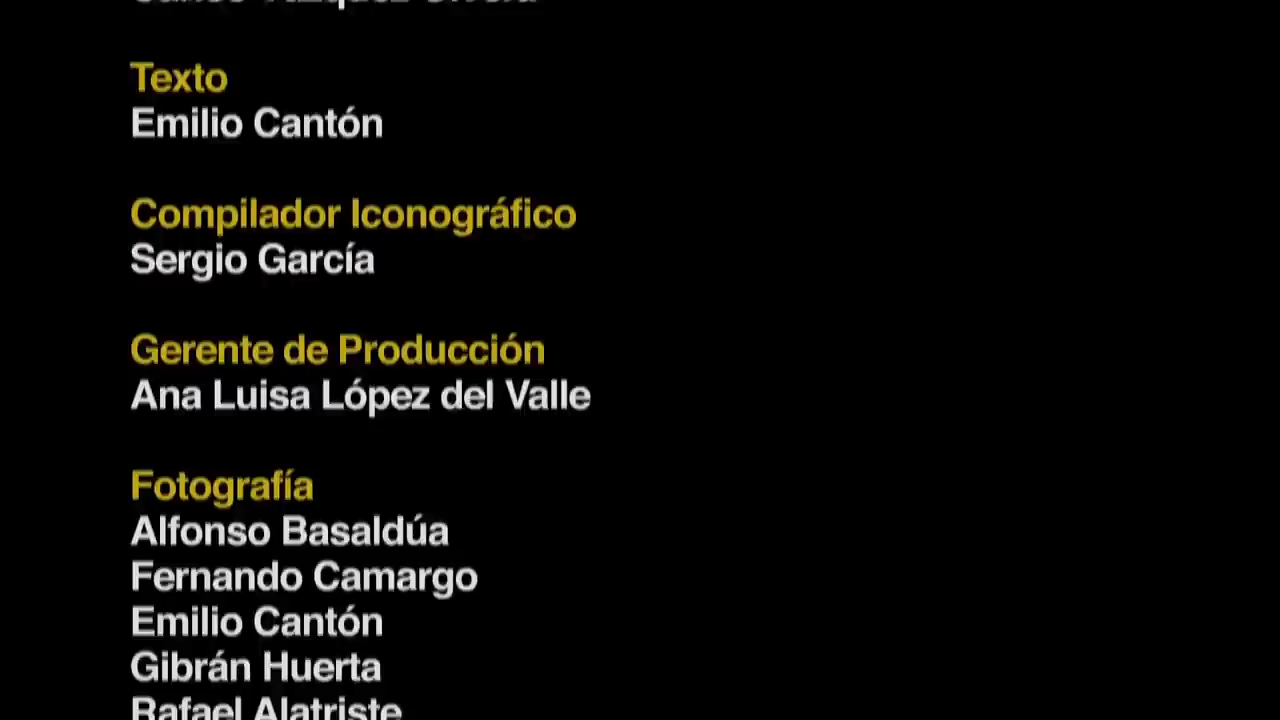 Texto
Emilio Cantón
Compilador Iconográfico
Sergio García
Gerente de Producción
Ana Luisa López del Valle
Fotografía
Alfonso Basaldúa
Fernando Camargo
Emilio Cantón
Gibrán Huerta
Rafael Alatriste